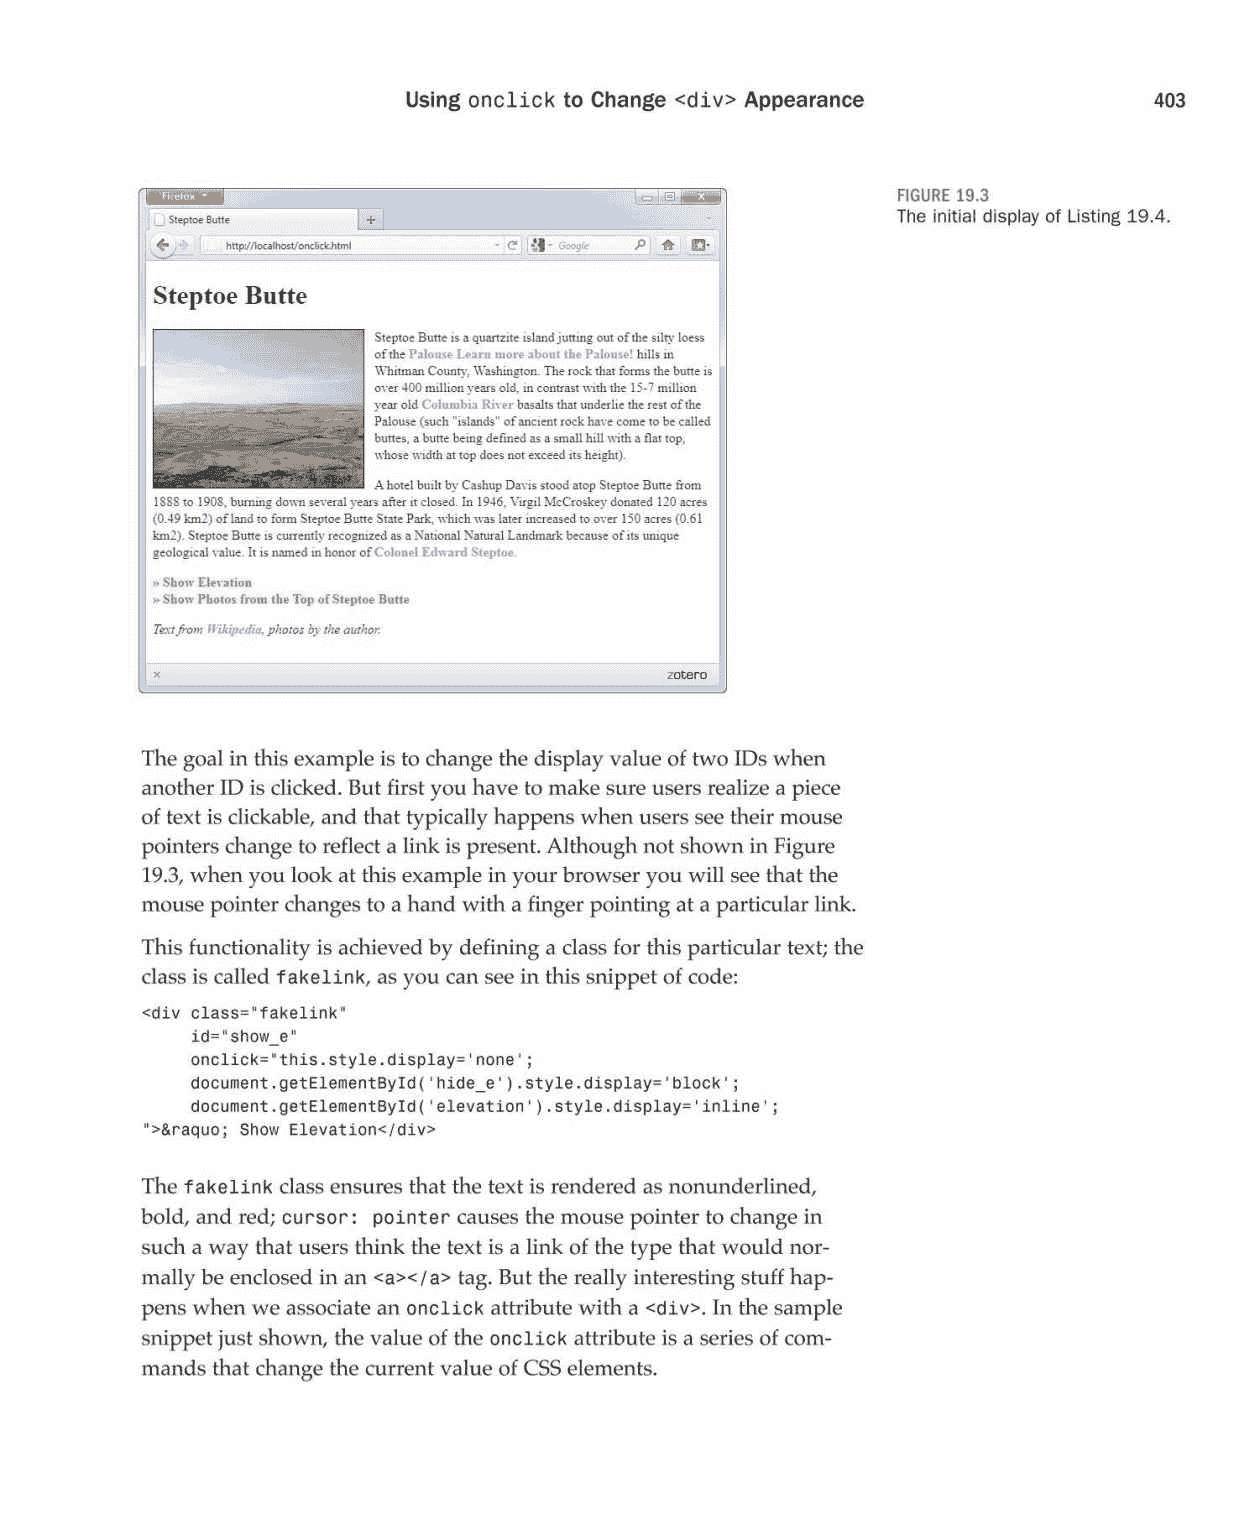 Using onclick to Change <div> Appearance
403
Firefox
Steptoe Butte
http://localhost/onclick.html
Google
Steptoe Butte
Steptoe Butte is a quartzite island jutting out of the silty loess
of the Palouse Learn more about the Palouse! hills in
Whitman County, Washington. The rock that forms the butte is
over 400 million years old, in contrast with the 15-7 million
year old Columbia River basalts that underlie the rest of the
Palouse (such "islands" of ancient rock have come to be called
buttes, a butte being defined as a small hill with a flat top,
whose width at top does not exceed its height).
A hotel built by Cashup Davis stood atop Steptoe Butte from
1888 to 1908, burning down several years after it closed. In 1946, Virgil McCroskey donated 120 acres
(0.49 km2) of land to form Steptoe Butte State Park, which was later increased to over 150 acres (0.61
km2). Steptoe Butte is currently recognized as a National Natural Landmark because of its unique
geological value. It is named in honor of Colonel Edward Steptoe.
» Show Elevation
» Show Photos from the Top of Steptoe Butte
Text from Wikipedia, photos by the author.
zotero
FIGURE 19.3
The initial display of Listing 19.4.
The goal in this example is to change the display value of two IDs when
another ID is clicked. But first you have to make sure users realize a piece
of text is clickable, and that typically happens when users see their mouse
pointers change to reflect a link is present. Although not shown in Figure
19.3, when you look at this example in your browser you will see that the
mouse pointer changes to a hand with a finger pointing at a particular link.
This functionality is achieved by defining a class for this particular text; the
class is called fakelink, as you can see in this snippet of code:
<div class="fakelink"
     id="show_e"
     onclick="this.style.display='none';
     document.getElementById('hide_e').style.display='block';
     document.getElementById('elevation').style.display='inline';
">&raquo; Show Elevation</div>
The fakelink class ensures that the text is rendered as nonunderlined,
bold, and red; cursor: pointer causes the mouse pointer to change in
such a way that users think the text is a link of the type that would nor-
mally be enclosed in an <a></a> tag. But the really interesting stuff hap-
pens when we associate an onclick attribute with a <div>. In the sample
snippet just shown, the value of the onclick attribute is a series of com-
mands that change the current value of CSS elements.